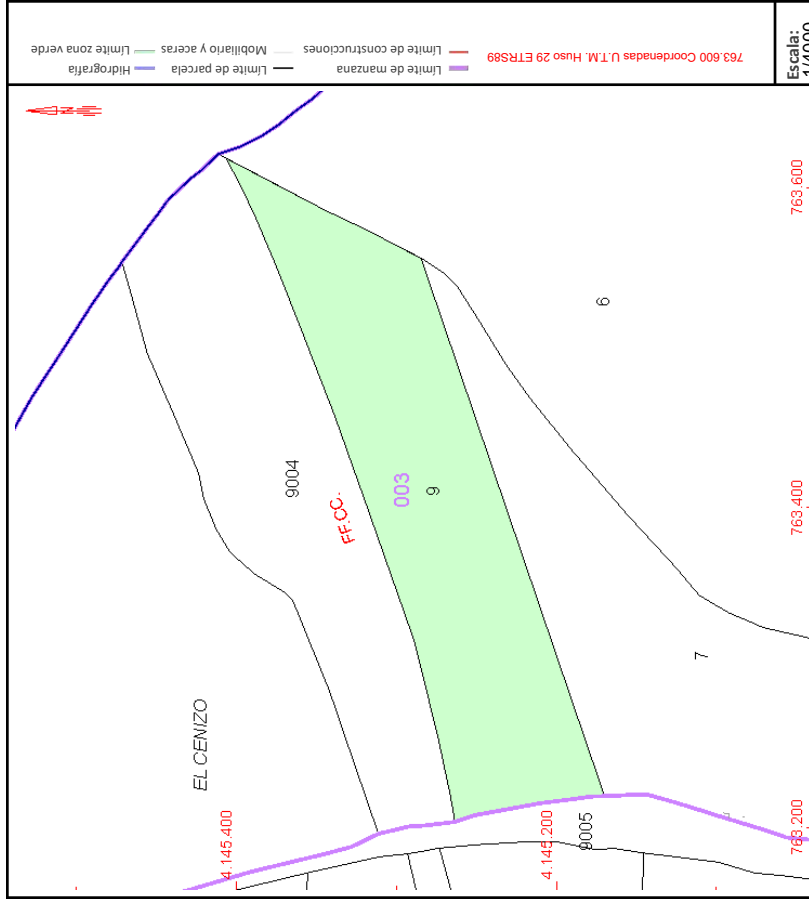 Límite zona verde
Hidrografía
Mobiliario y aceras
Límite de parcela
Límite de construcciones
Límite de manzana
763.600 Coordenadas U.T.M. Huso 29 ETRS89
Escala:
1/4000
763,600
763,400
763,200
4.145.400
4.145.200
EL CENIZO
9004
FF.CC.
003
9
6
7
9005